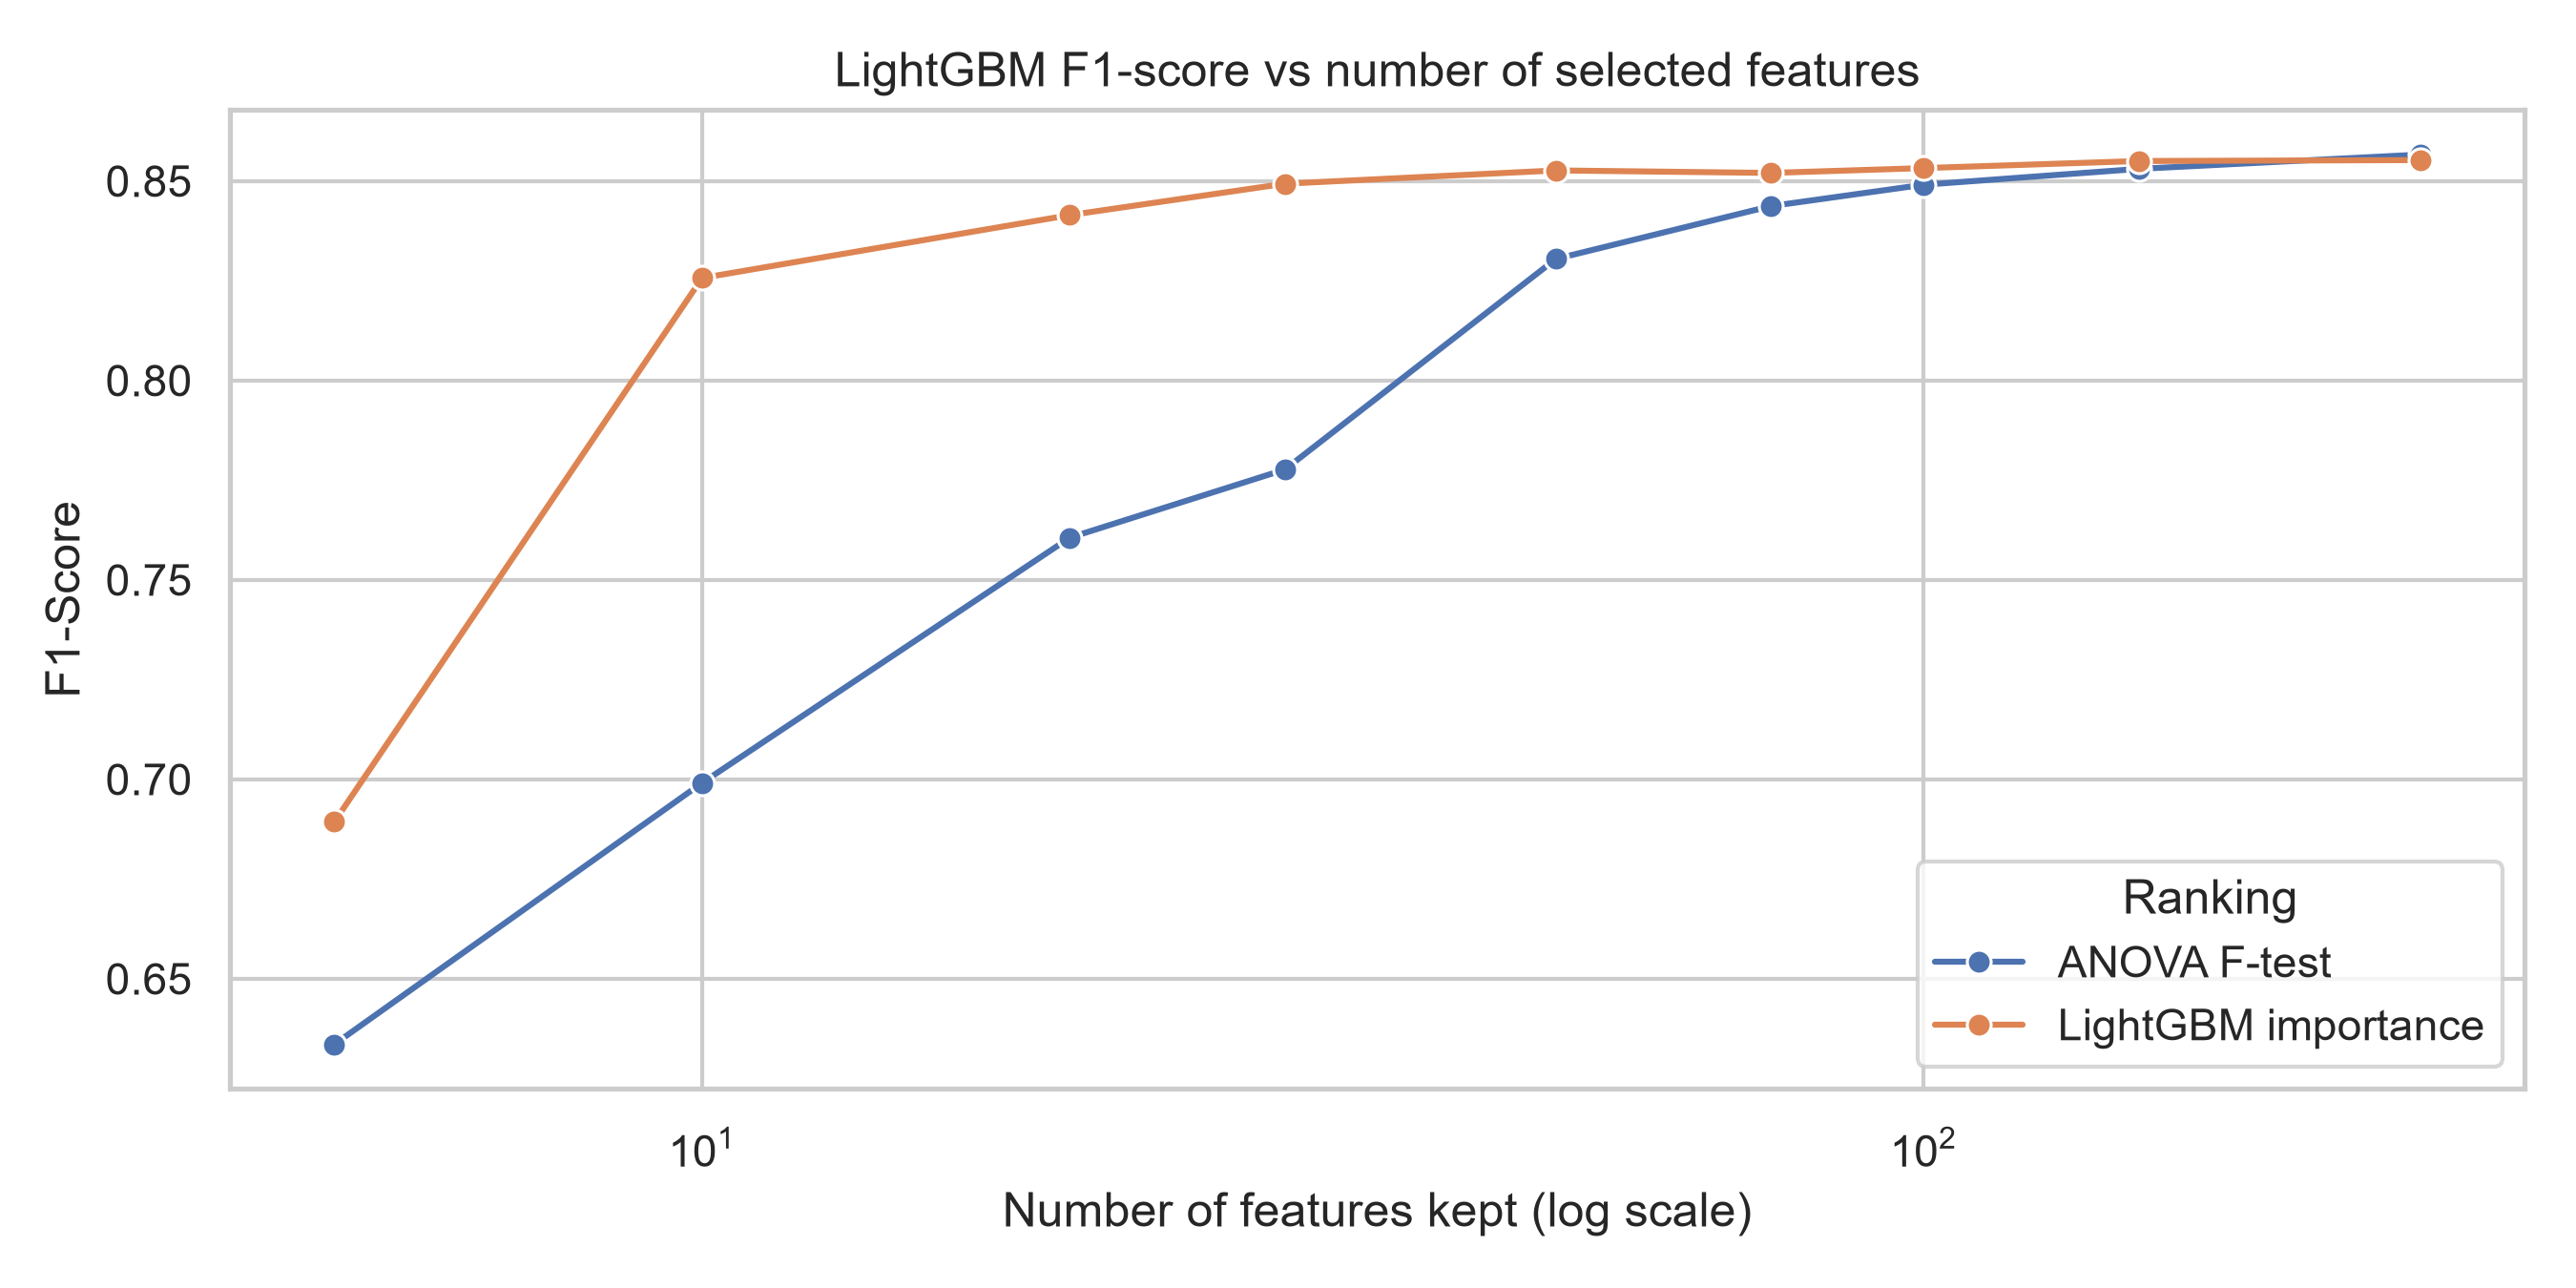 LightGBM F1-score vs number of selected features
F1-Score
0.85
0.80
0.75
0.70
0.65
10¹
10²
Number of features kept (log scale)
Ranking
ANOVA F-test
LightGBM importance